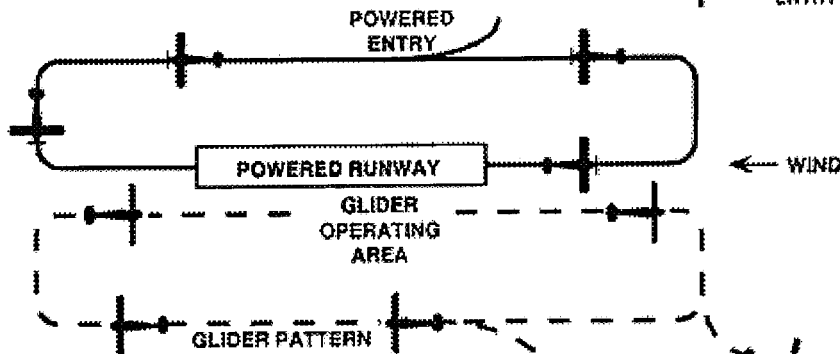 POWERED
ENTRY
POWERED RUNWAY
WIND
GLIDER
OPERATING
AREA
GLIDER PATTERN